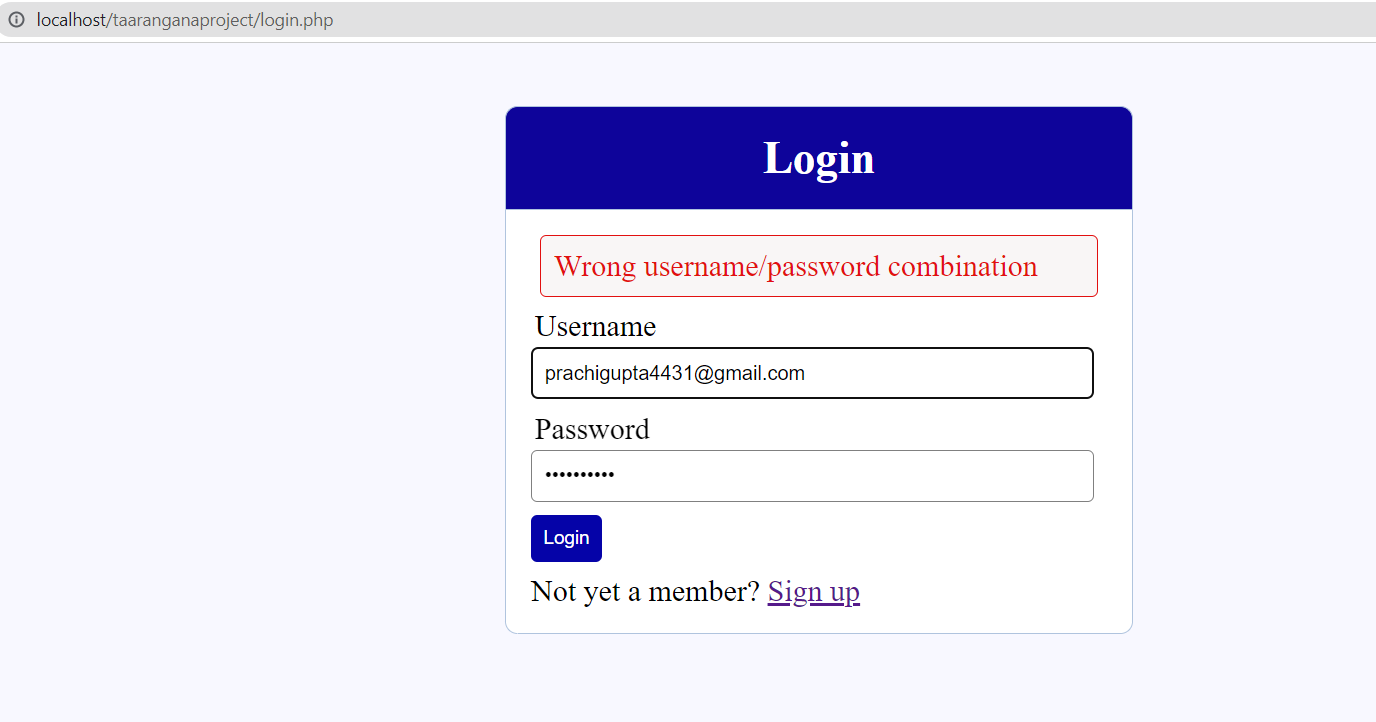 localhost/taaranganaproject/login.php
Login
Wrong username/password combination
Username
prachigupta4431@gmail.com
Password
••••••••••
Login
Not yet a member? Sign up